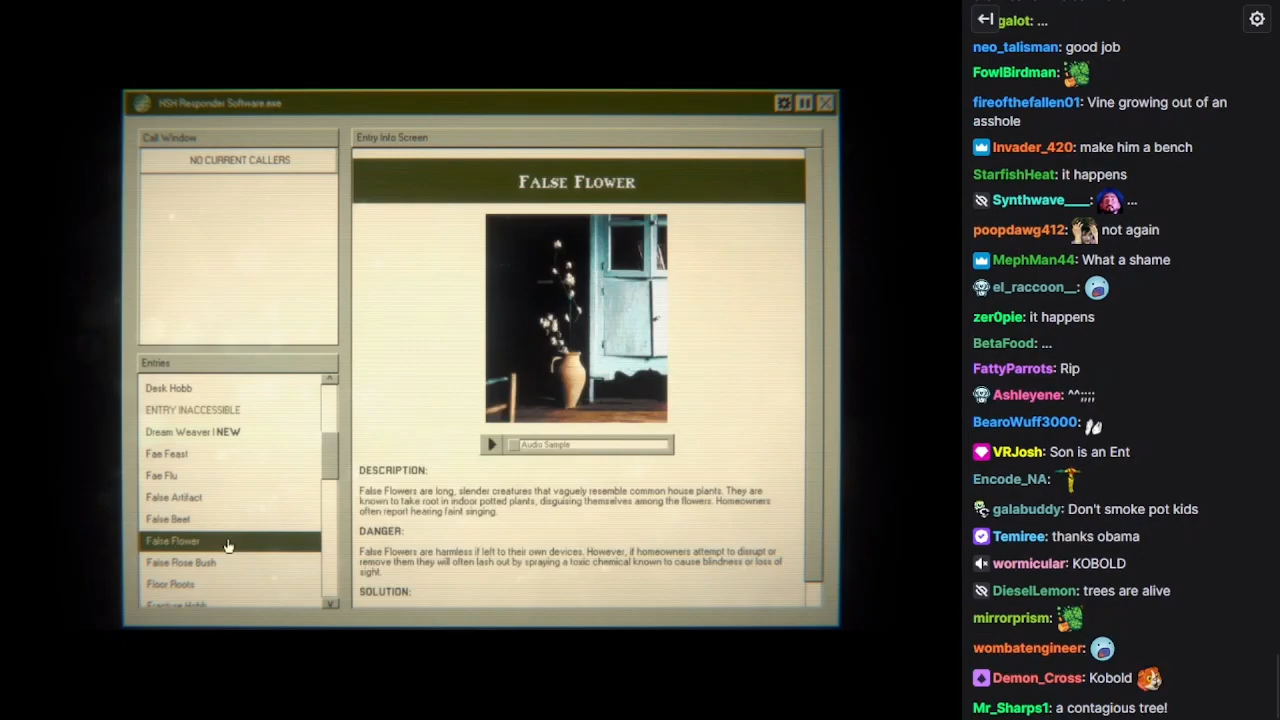 HSH Responder Software.exe
Call Window
NO CURRENT CALLERS
Entries
Desk Hobb
ENTRY INACCESSIBLE
Dream Weaver | NEW
Fae Feast
Fae Flu
False Artifact
False Beet
False Flower
False Rose Bush
Floor Roots
Fracture Hobb
Entry Info Screen
FALSE FLOWER
Audio Sample
DESCRIPTION:
False Flowers are long, slender creatures that vaguely resemble common house plants. They are
known to take root in indoor potted plants, disguising themselves among the flowers. Homeowners
often report hearing faint singing.
DANGER:
False Flowers are harmless if left to their own devices. However, if homeowners attempt to disrupt or
remove them they will often lash out by spraying a toxic chemical known to cause blindness or loss of
sight.
SOLUTION:
galot: ...
neo_talisman: good job
FowlBirdman:
fireofthefallen01: Vine growing out of an
asshole
Invader_420: make him a bench
StarfishHeat: it happens
Synthwave____: ...
poopdawg412: not again
MephMan44: What a shame
el_raccoon__:
zer0pie: it happens
BetaFood: ...
FattyParrots: Rip
Ashleyene: ^^;;;;
BearoWuff3000:
VRJosh: Son is an Ent
Encode_NA:
galabuddy: Don't smoke pot kids
Temiree: thanks obama
wormicular: KOBOLD
DieselLemon: trees are alive
mirrorprism:
wombatengineer:
Demon_Cross: Kobold
Mr_Sharps1: a contagious tree!